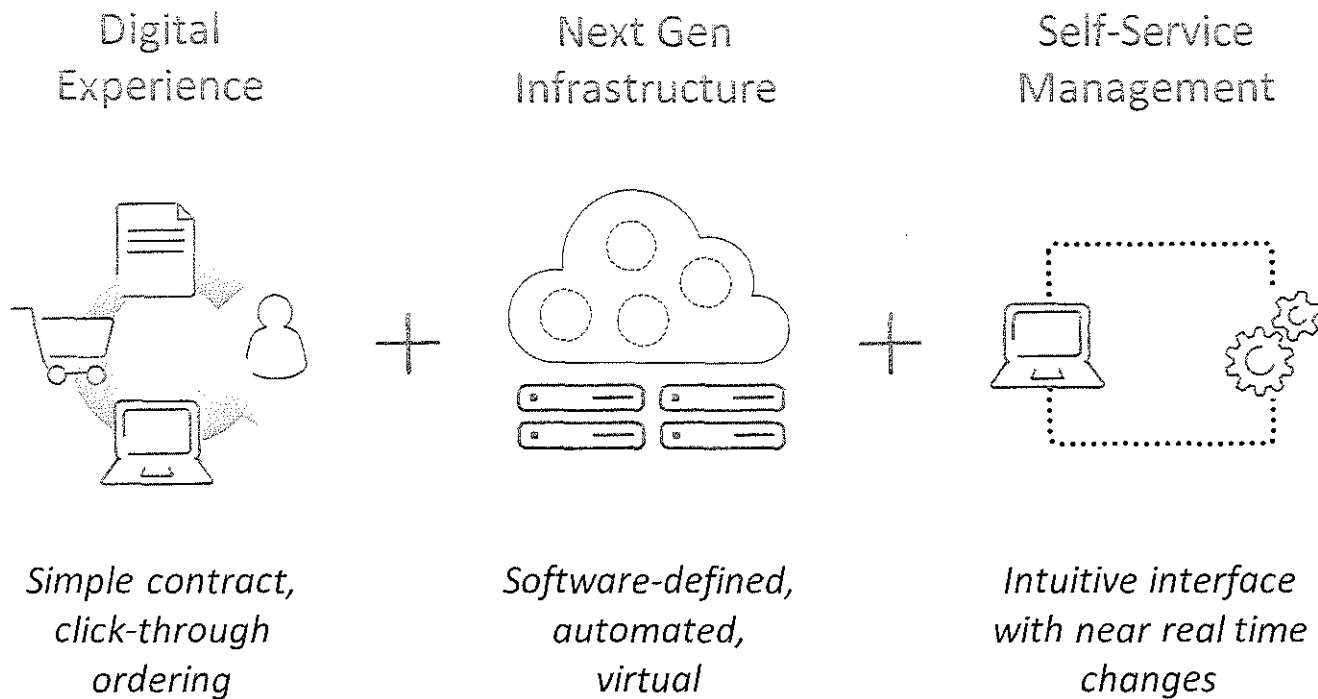 Digital
Experience
Next Gen
Infrastructure
Self-Service
Management
Simple contract,
click-through
ordering
Software-defined,
automated,
virtual
Intuitive interface
with near real time
changes